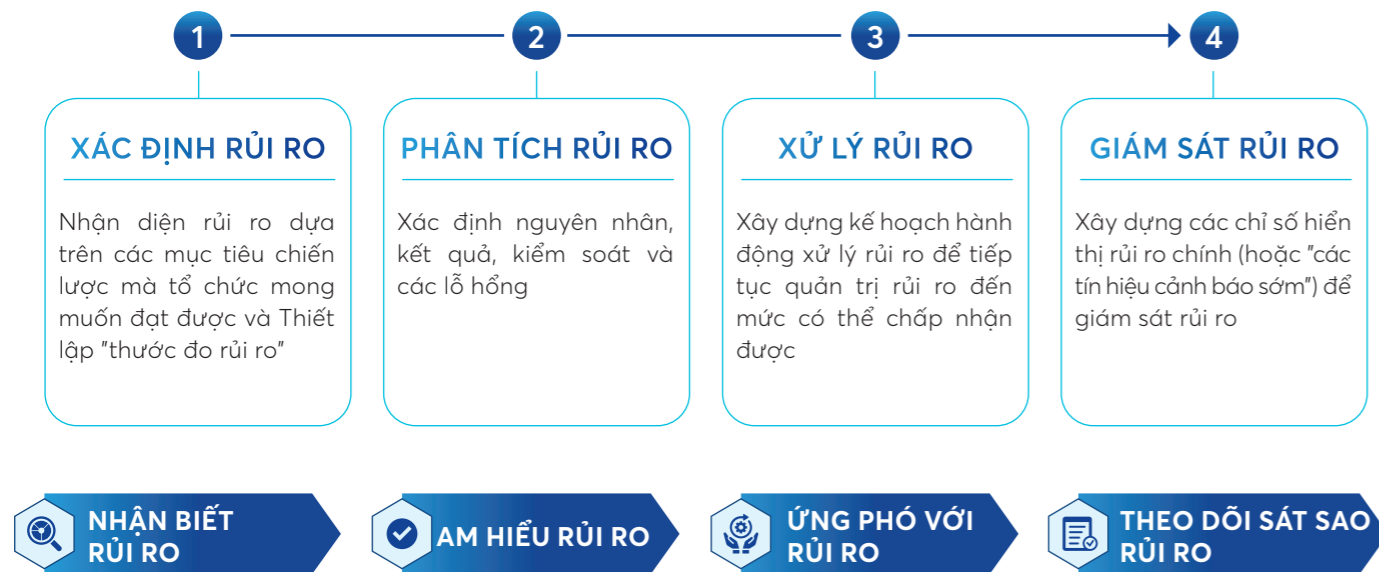 1
2
3
4
XÁC ĐỊNH RỦI RO
Nhận diện rủi ro dựa
trên các mục tiêu chiến
lược mà tổ chức mong
muốn đạt được và Thiết
lập "thước đo rủi ro"
PHÂN TÍCH RỦI RO
Xác định nguyên nhân,
kết quả, kiểm soát và
các lỗ hổng
XỬ LÝ RỦI RO
Xây dựng kế hoạch hành
động xử lý rủi ro để tiếp
tục quản trị rủi ro đến
mức có thể chấp nhận
được
GIÁM SÁT RỦI RO
Xây dựng các chỉ số hiển
thị rủi ro chính (hoặc "các
tín hiệu cảnh báo sớm") để
giám sát rủi ro
NHẬN BIẾT
RỦI RO
AM HIỂU RỦI RO
ỨNG PHÓ VỚI
RỦI RO
THEO DÕI SÁT SAO
RỦI RO